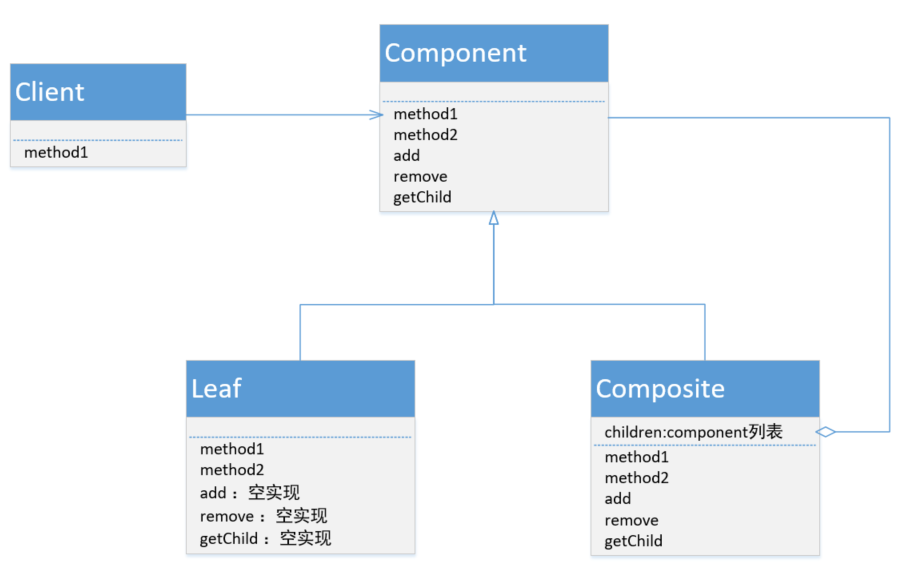 Client
method1
Component
method1
method2
add
remove
getChild
Leaf
method1
method2
add ：空实现
remove ：空实现
getChild ：空实现
Composite
children:component列表
method1
method2
add
remove
getChild